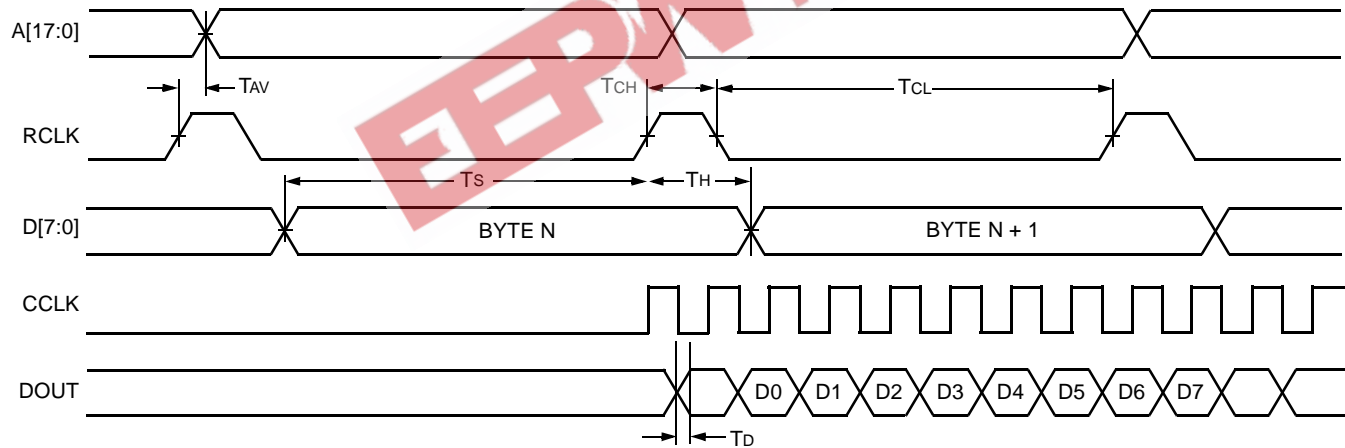 A[17:0]
TAV
TCH
TCL
RCLK
TS
TH
D[7:0]
BYTE N
BYTE N + 1
CCLK
DOUT
D0 D1 D2 D3 D4 D5 D6 D7
TD